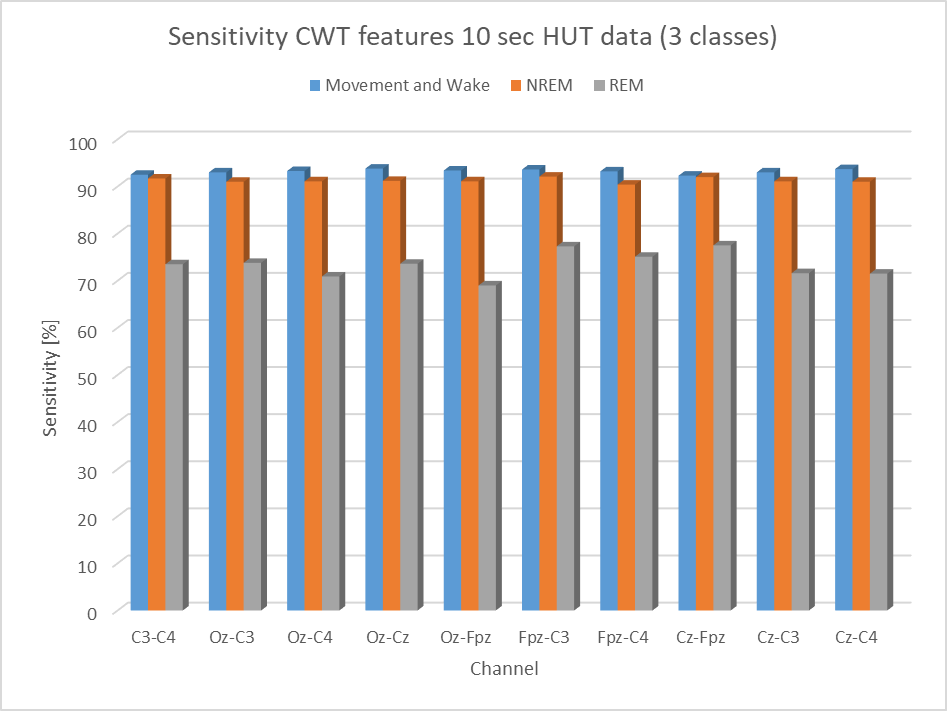 Sensitivity CWT features 10 sec HUT data (3 classes)
Movement and Wake NREM REM
100
90
80
70
60
50
40
30
20
10
0
Sensitivity [%]
C3-C4 Oz-C3 Oz-C4 Oz-Cz Oz-Fpz Fpz-C3 Fpz-C4 Cz-Fpz Cz-C3 Cz-C4
Channel